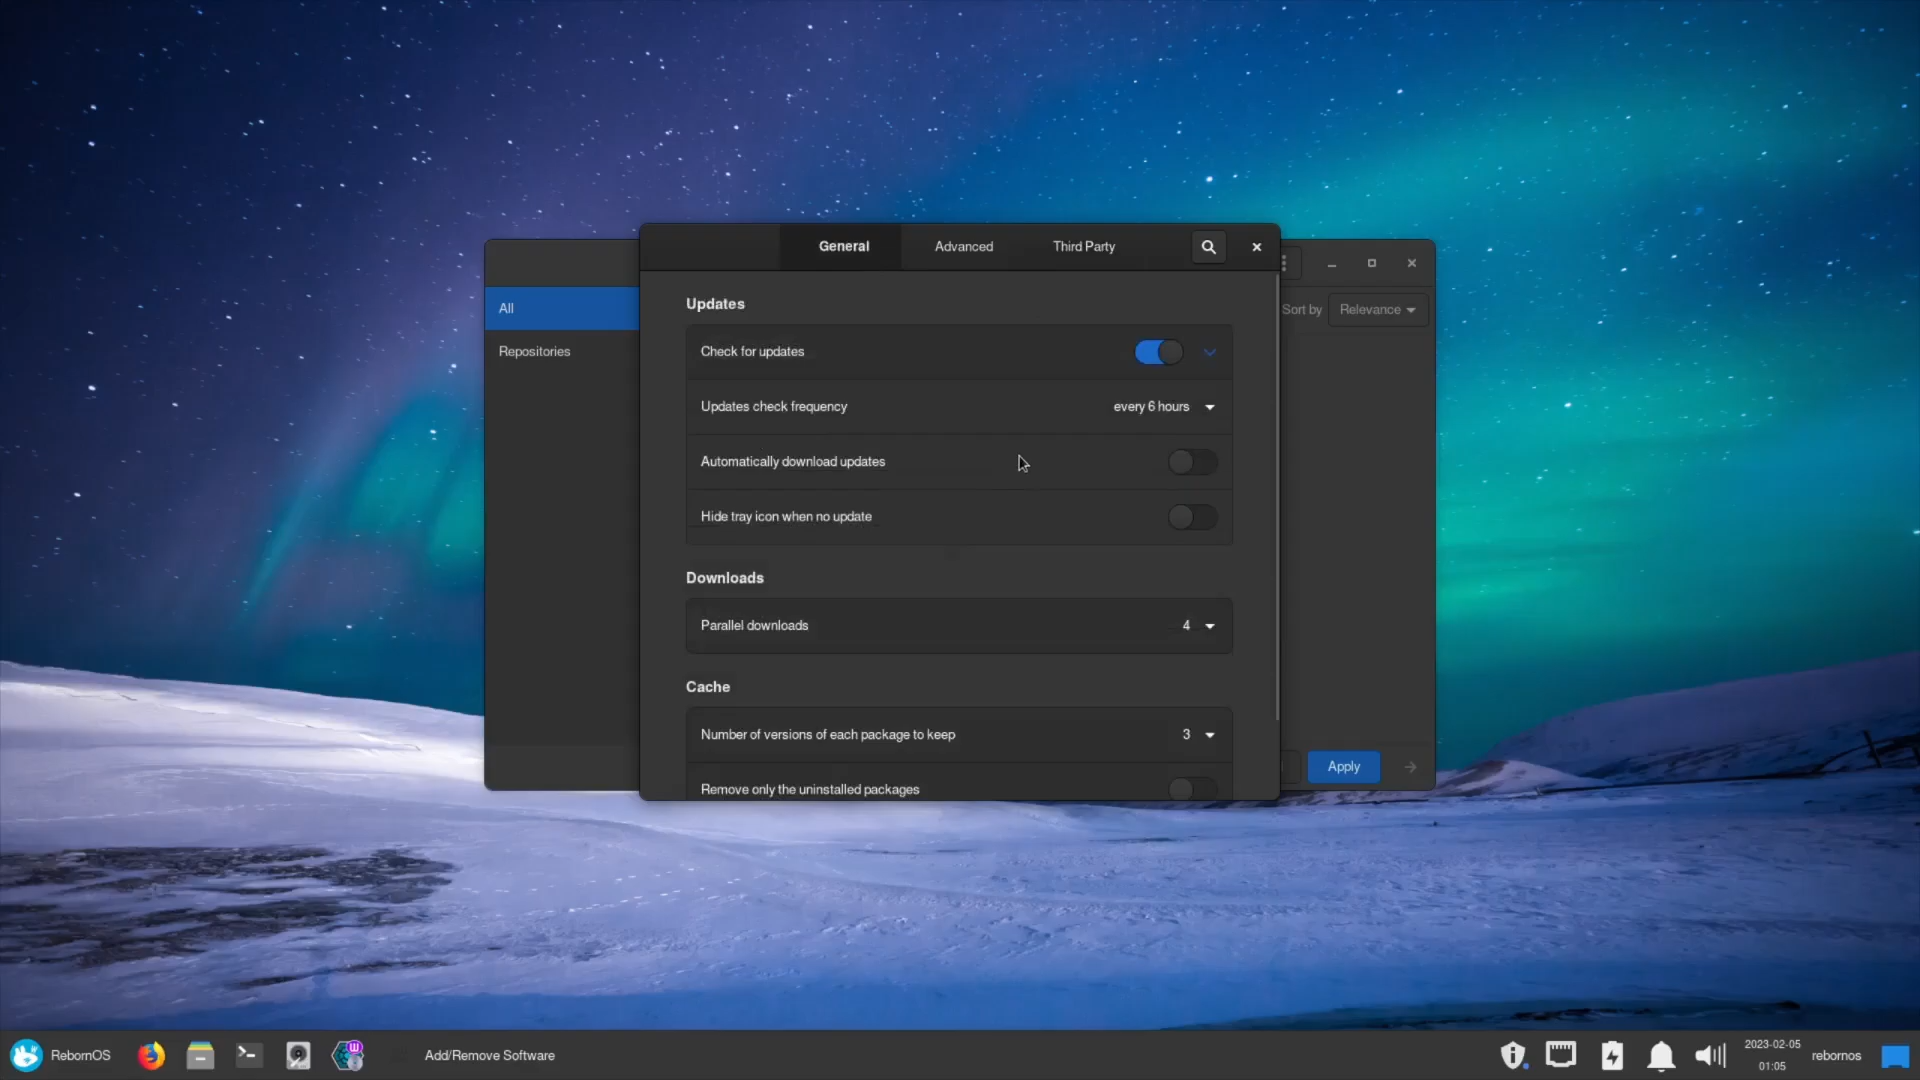 General
Advanced
Third Party
All
Repositories
Sort by
Relevance
Updates
Check for updates
Updates check frequency
every 6 hours
Automatically download updates
Hide tray icon when no update
Downloads
Parallel downloads
4
Cache
Number of versions of each package to keep
3
Remove only the uninstalled packages
Apply
RebornOS
Add/Remove Software
2023-02-05
01:05
rebornos